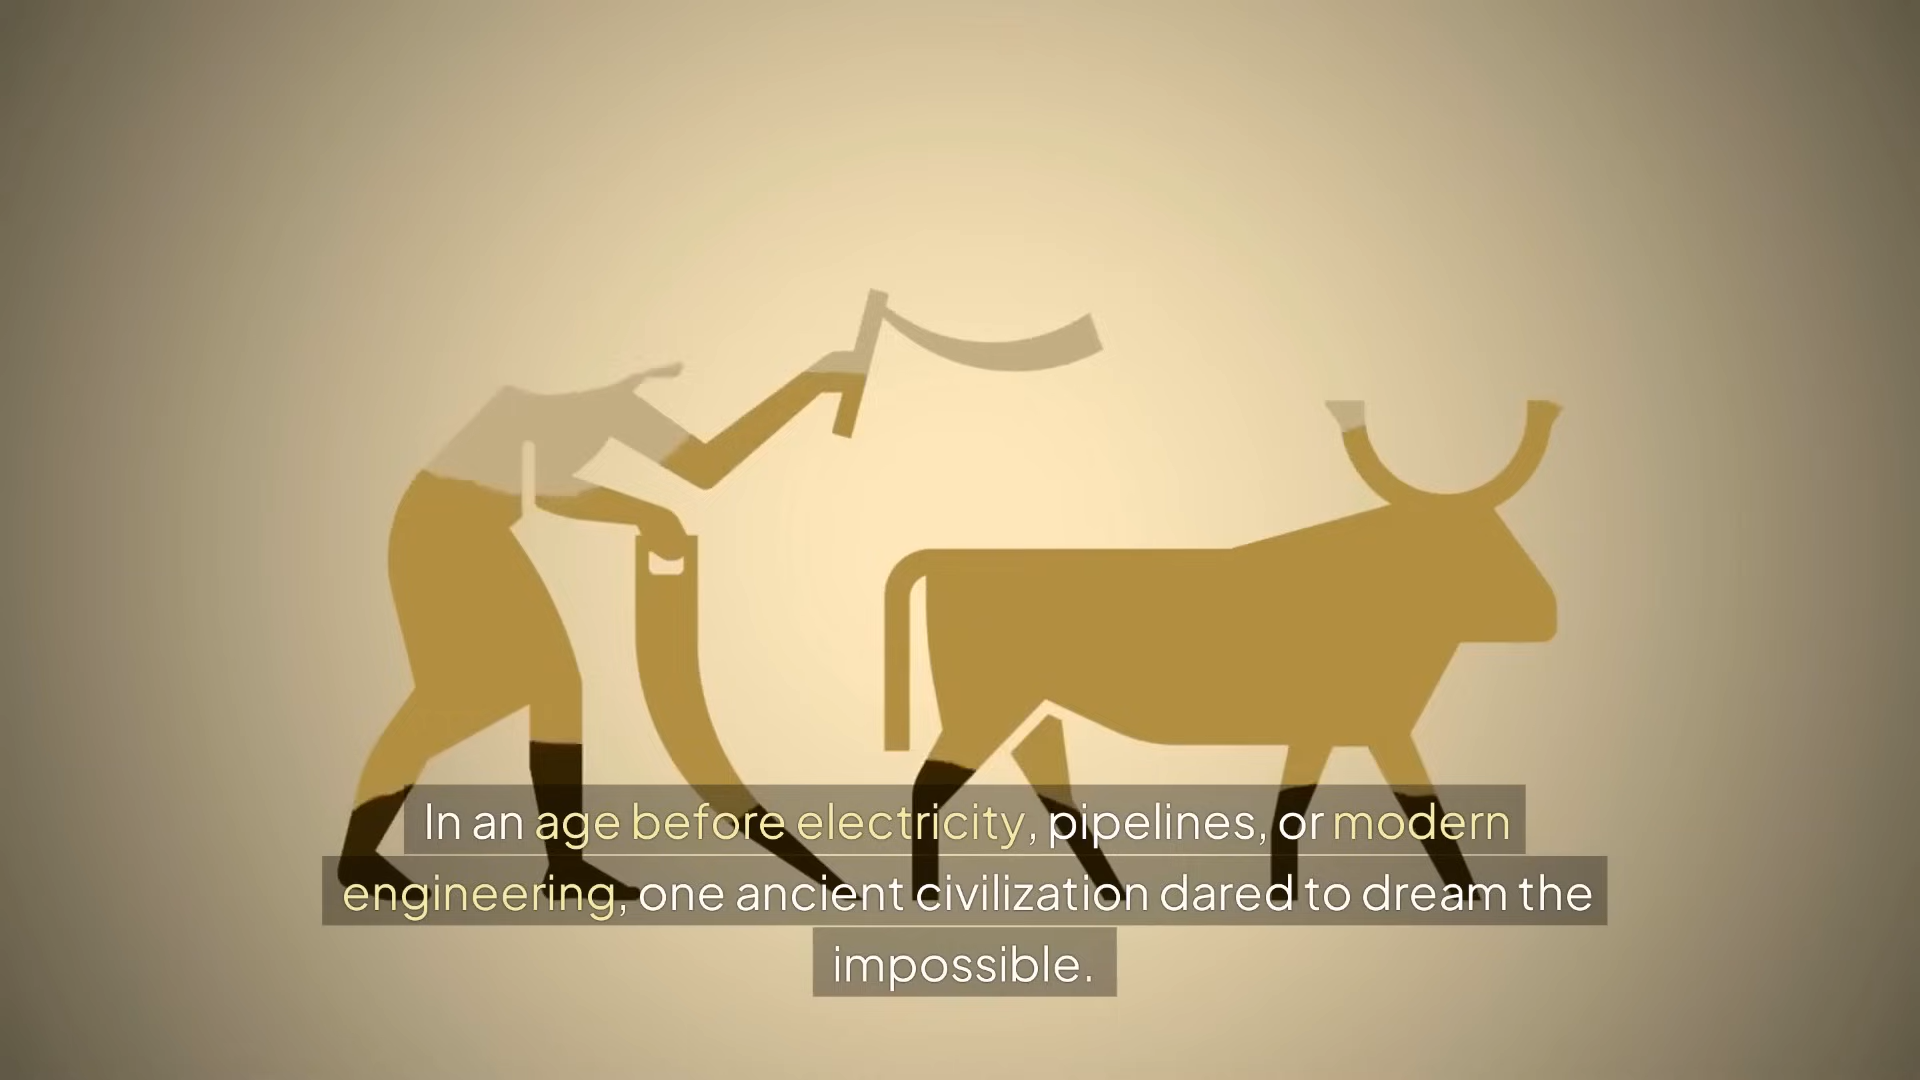 In an age before electricity, pipelines, or modern
engineering, one ancient civilization dared to dream the
impossible.